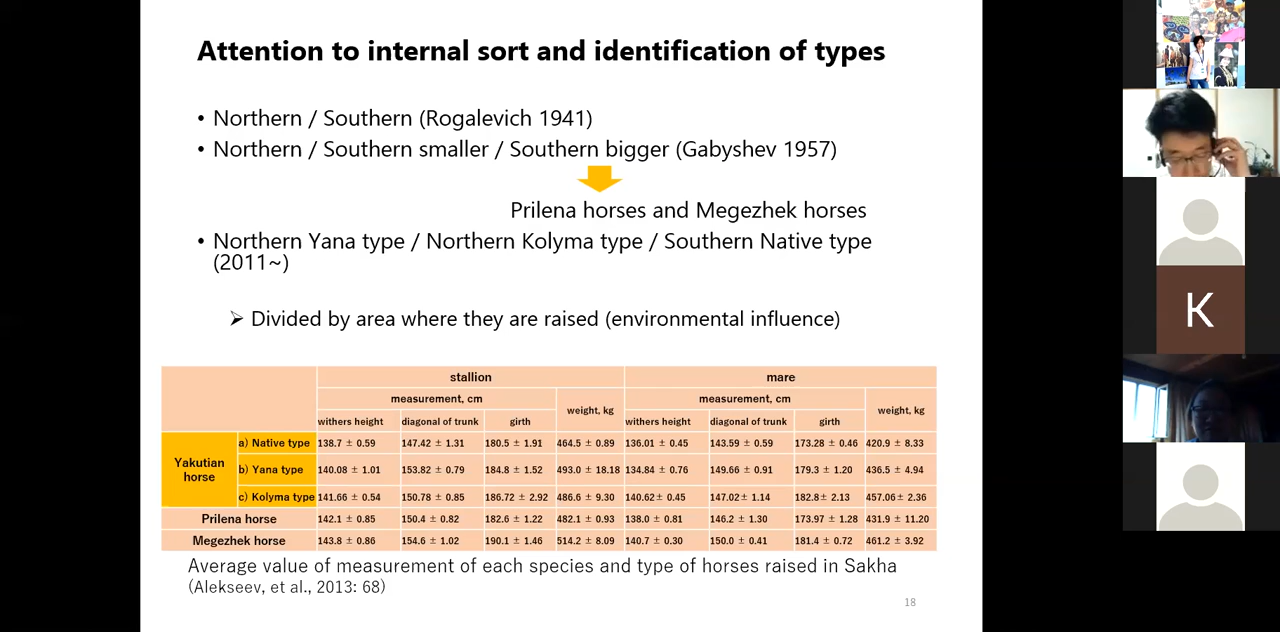 Attention to internal sort and identification of types
• Northern / Southern (Rogalevich 1941)
• Northern / Southern smaller / Southern bigger (Gabyshev 1957)
Prilena horses and Megezhek horses
• Northern Yana type / Northern Kolyma type / Southern Native type
(2011~)
➢ Divided by area where they are raised (environmental influence)
stallion mare
measurement, cm weight, kg measurement, cm weight, kg
withers height diagonal of trunk girth withers height diagonal of trunk girth
Yakutian horse
a) Native type 138.7 ± 0.59 147.42 ± 1.31 180.5 ± 1.91 464.5 ± 0.89 136.01 ± 0.45 143.59 ± 0.59 173.28 ± 0.46 420.9 ± 8.33
b) Yana type 140.08 ± 1.01 153.82 ± 0.79 184.8 ± 1.52 493.0 ± 18.18 134.84 ± 0.76 149.66 ± 0.91 179.3 ± 1.20 436.5 ± 4.94
c) Kolyma type 141.66 ± 0.54 150.78 ± 0.85 186.72 ± 2.92 486.6 ± 9.30 140.62± 0.45 147.02± 1.14 182.8± 2.13 457.06± 2.36
Prilena horse 142.1 ± 0.85 150.4 ± 0.82 182.6 ± 1.22 482.1 ± 0.93 138.0 ± 0.81 146.2 ± 1.30 173.97 ± 1.28 431.9 ± 11.20
Megezhek horse 143.8 ± 0.86 154.6 ± 1.02 190.1 ± 1.46 514.2 ± 8.09 140.7 ± 0.30 150.0 ± 0.41 181.4 ± 0.72 461.2 ± 3.92
Average value of measurement of each species and type of horses raised in Sakha
(Alekseev, et al., 2013: 68)
18
K